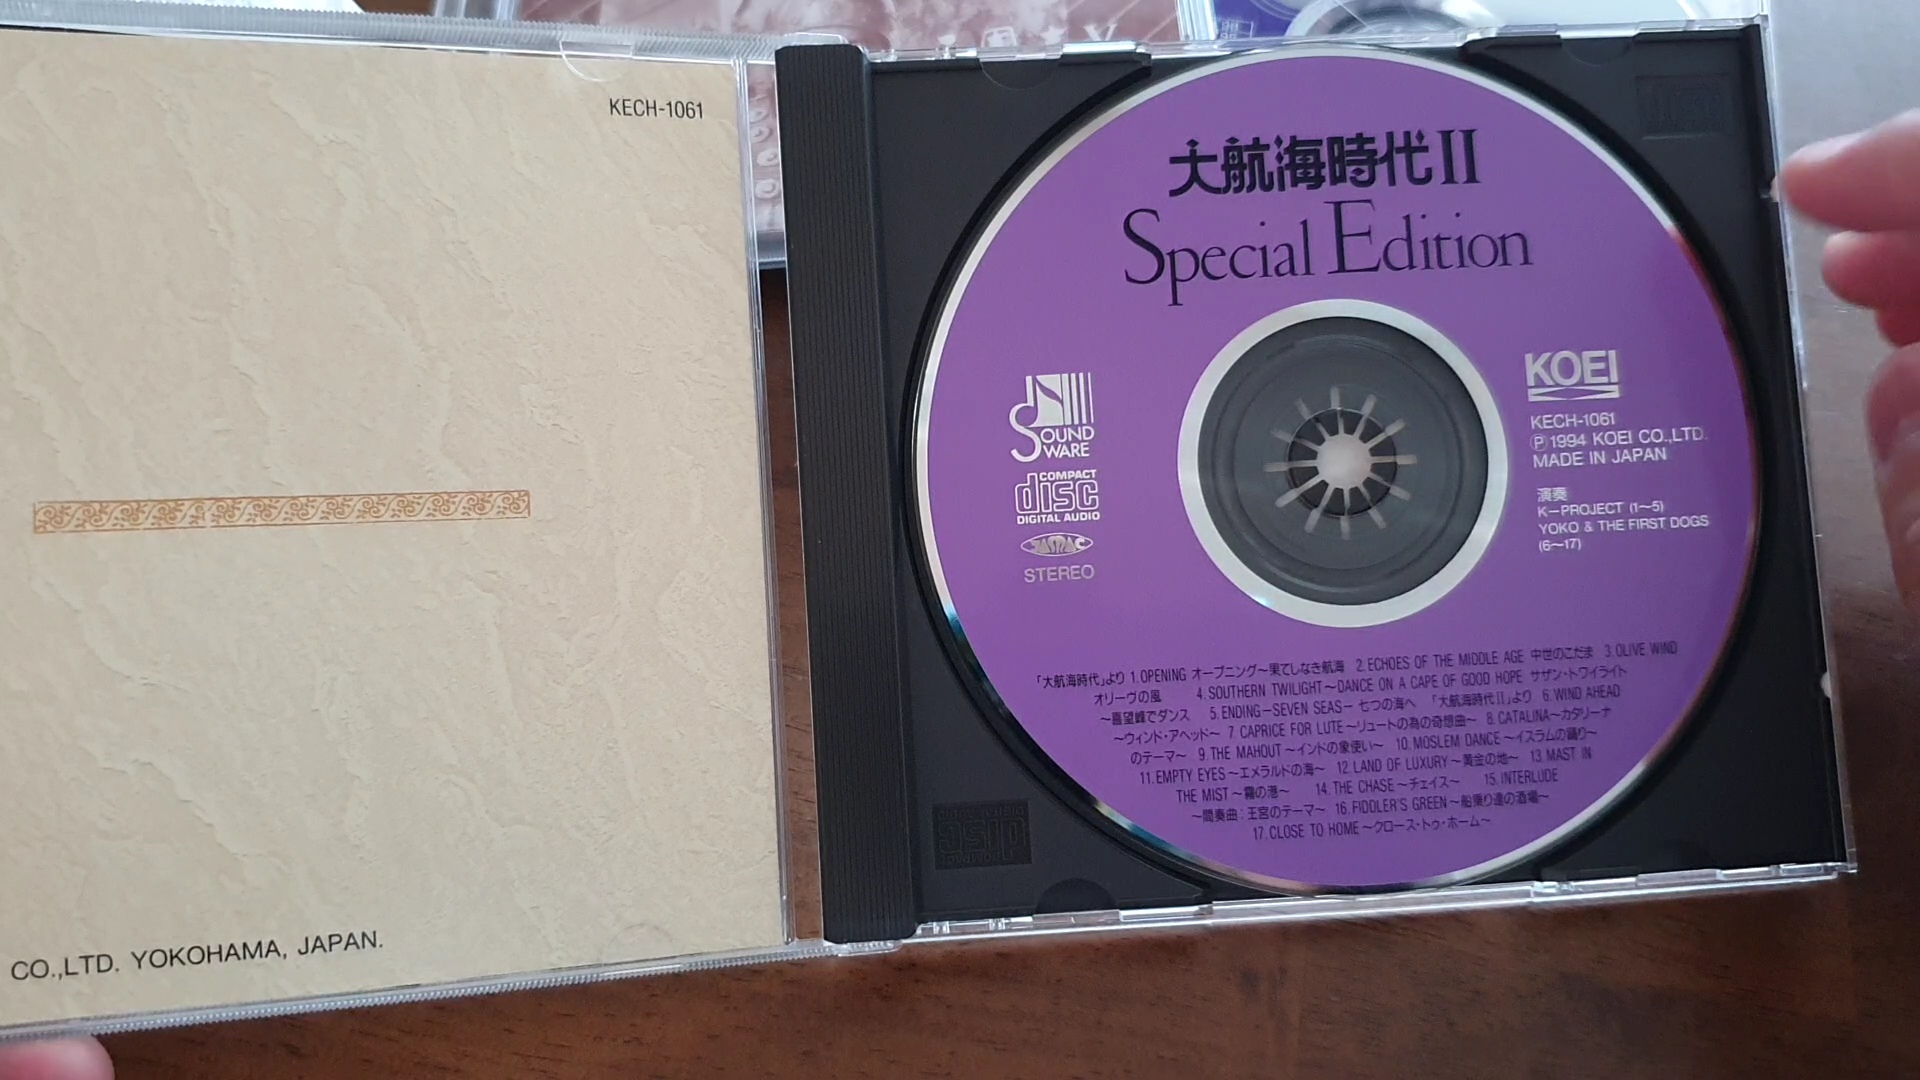 KECH-1061
CO.,LTD. YOKOHAMA, JAPAN.
大航海時代II
Special Edition
SOUND
WARE
COMPACT
disc
DIGITAL AUDIO
JASRAC
STEREO
KOEI
KECH-1061
Ⓟ 1994 KOEI CO.,LTD.
MADE IN JAPAN
演奏
K-PROJECT (1〜5)
YOKO & THE FIRST DOGS
(6〜17)
「大航海時代」より 1.OPENING オープニング〜果てしなき航海 2.ECHOES OF THE MIDDLE AGE 中世のこだま 3.OLIVE WIND
オリーヴの風 4.SOUTHERN TWILIGHT〜DANCE ON A CAPE OF GOOD HOPE サザン・トワイライト
〜喜望峰でダンス 5.ENDING−SEVEN SEAS− 七つの海へ 「大航海時代II」より 6.WIND AHEAD
〜ウィンド・アヘッド〜 7.CAPRICE FOR LUTE〜リュートの為の奇想曲〜 8.CATALINA〜カタリーナ
のテーマ〜 9.THE MAHOUT〜インドの象使い〜 10.MOSLEM DANCE〜イスラムの踊り〜
11.EMPTY EYES〜エメラルドの海〜 12.LAND OF LUXURY〜黄金の地〜 13.MAST IN
THE MIST〜霧の港〜 14.THE CHASE〜チェイス〜 15.INTERLUDE
〜間奏曲:王宮のテーマ〜 16.FIDDLER'S GREEN〜船乗り達の酒場〜
17.CLOSE TO HOME〜クロース・トゥ・ホーム〜
COMPACT
disc
DIGITAL AUDIO